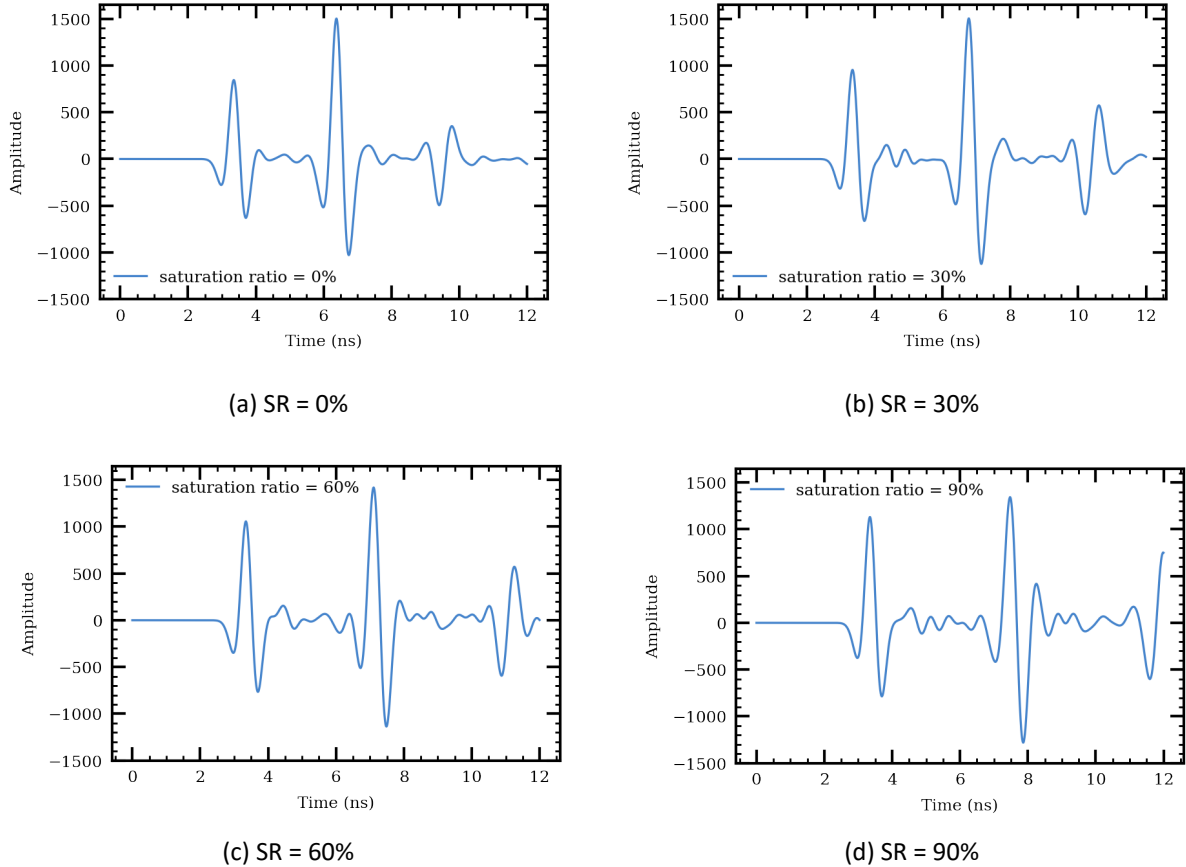 1500
1000
500
0
−500
−1000
−1500
Amplitude
saturation ratio = 0%
0 2 4 6 8 10 12
Time (ns)
(a) SR = 0%
1500
1000
500
0
−500
−1000
−1500
Amplitude
saturation ratio = 30%
0 2 4 6 8 10 12
Time (ns)
(b) SR = 30%
1500
1000
500
0
−500
−1000
−1500
Amplitude
saturation ratio = 60%
0 2 4 6 8 10 12
Time (ns)
(c) SR = 60%
1500
1000
500
0
−500
−1000
−1500
Amplitude
saturation ratio = 90%
0 2 4 6 8 10 12
Time (ns)
(d) SR = 90%